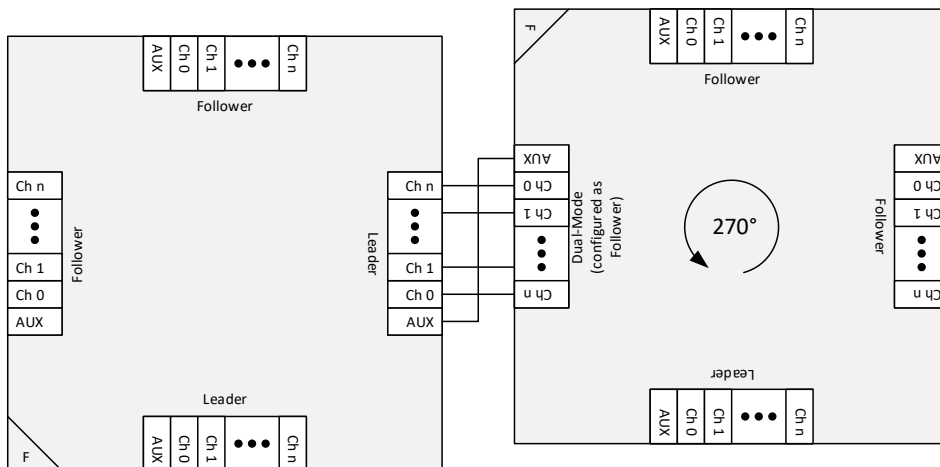 AUX
Ch 0
Ch 1
Ch n
Follower
Ch n
Ch 1
Ch 0
AUX
Follower
Ch n
Ch 1
Ch 0
AUX
Leader
Leader
AUX
Ch 0
Ch 1
Ch n
F
F
AUX
Ch 0
Ch 1
Ch n
Follower
AUX
Ch 0
Ch 1
Ch n
Dual-Mode
(configured as
Follower)
270°
AUX
Ch 0
Ch 1
Ch n
Follower
Leader
AUX
Ch 0
Ch 1
Ch n